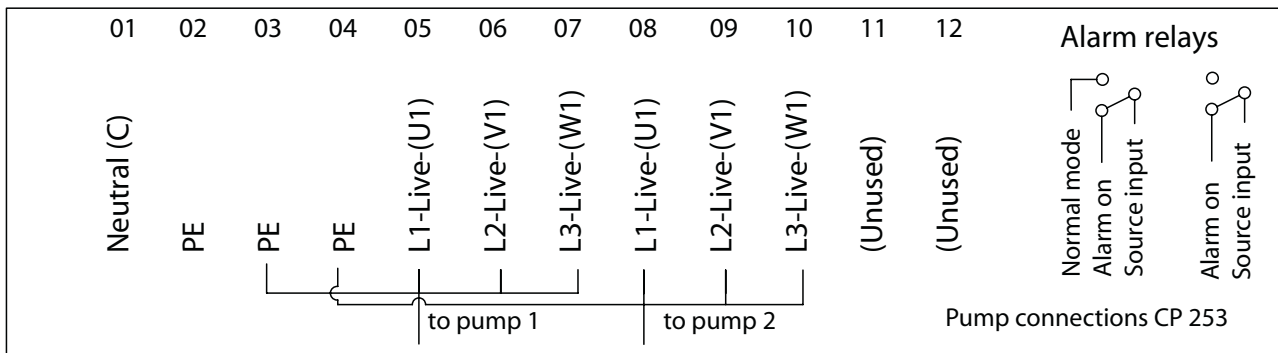 01 02 03 04 05 06 07 08 09 10 11 12
Alarm relays
Neutral (C)
PE
PE
PE
L1-Live-(U1)
L2-Live-(V1)
L3-Live-(W1)
L1-Live-(U1)
L2-Live-(V1)
L3-Live-(W1)
(Unused)
(Unused)
Normal mode
Alarm on
Source input
Alarm on
Source input
to pump 1
to pump 2
Pump connections CP 253